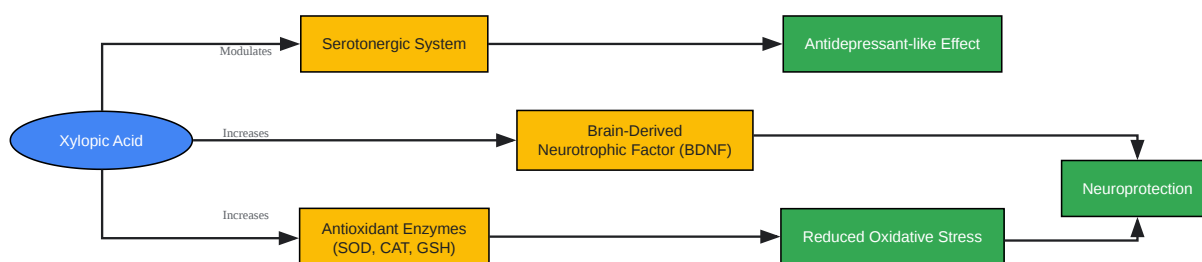 Serotonergic System
Antidepressant-like Effect
Modulates
Xylopic Acid
Increases
Brain-Derived
Neurotrophic Factor (BDNF)
Neuroprotection
Increases
Antioxidant Enzymes
(SOD, CAT, GSH)
Reduced Oxidative Stress